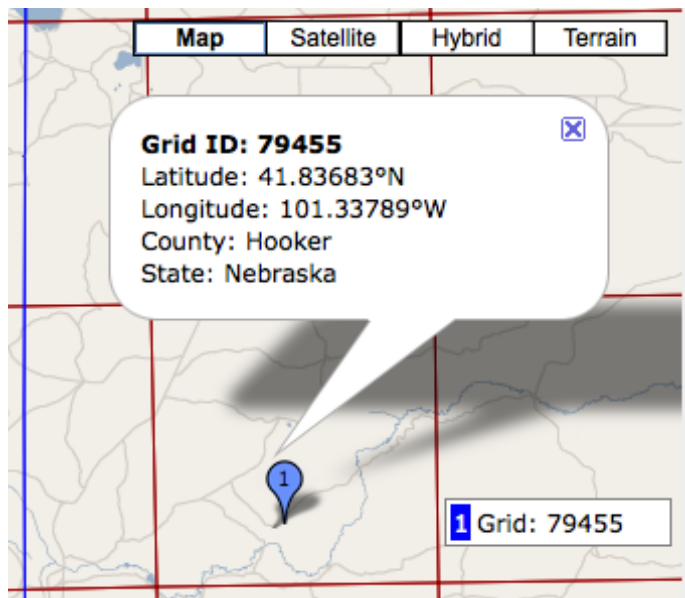 Map Satellite Hybrid Terrain
Grid ID: 79455
Latitude: 41.83683°N
Longitude: 101.33789°W
County: Hooker
State: Nebraska
1
1 Grid: 79455